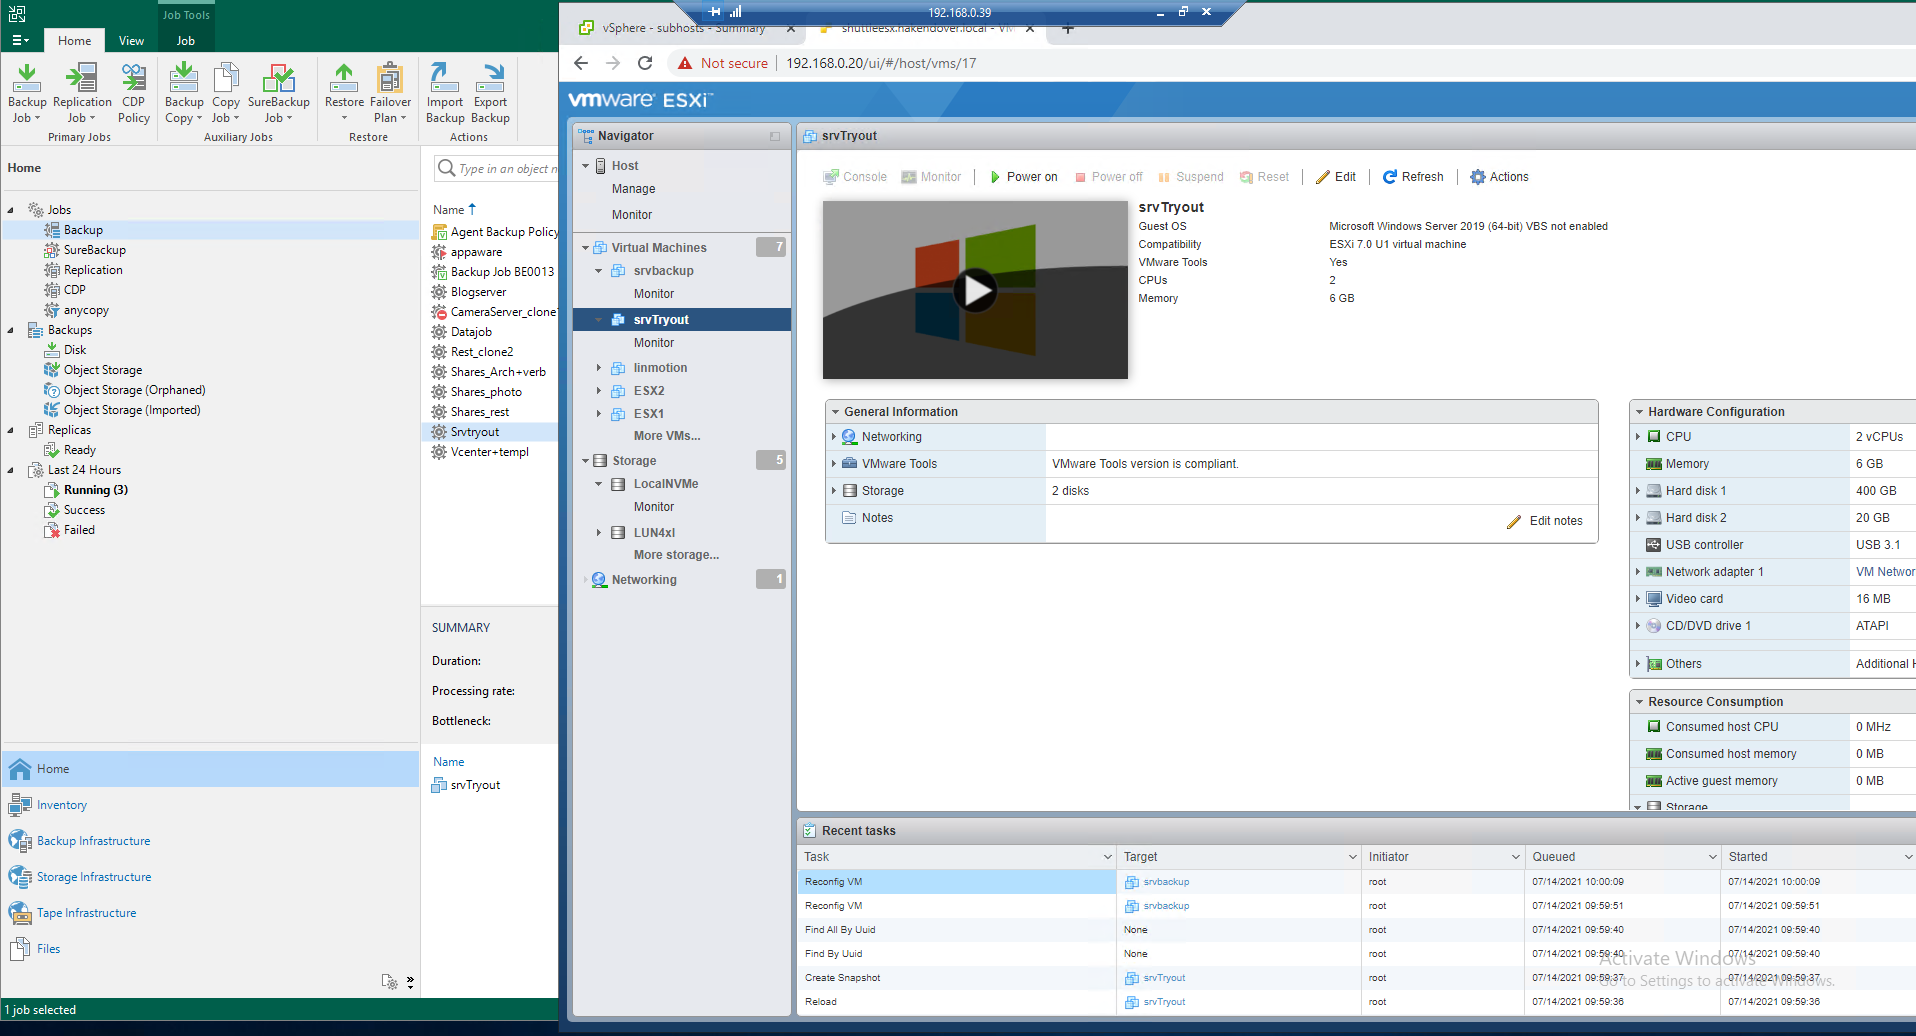 192.168.0.39
Job Tools
Home
View
Job
Backup Job
Replication Job
CDP Policy
Primary Jobs
Backup Copy
Copy Job
SureBackup Job
Auxiliary Jobs
Restore
Failover Plan
Restore
Import Backup
Export Backup
Actions
Home
Jobs
Backup
SureBackup
Replication
CDP
anycopy
Backups
Disk
Object Storage
Object Storage (Orphaned)
Object Storage (Imported)
Replicas
Ready
Last 24 Hours
Running (3)
Success
Failed
Home
Inventory
Backup Infrastructure
Storage Infrastructure
Tape Infrastructure
Files
1 job selected
Type in an object n
Name
Agent Backup Policy
appaware
Backup Job BE0013
Blogserver
CameraServer_clone
Datajob
Rest_clone2
Shares_Arch+verb
Shares_photo
Shares_rest
Srvtryout
Vcenter+templ
SUMMARY
Duration:
Processing rate:
Bottleneck:
Name
srvTryout
vSphere - subhosts - Summary
shuttleesx.hakendover.local - VM
Not secure
192.168.0.20/ui/#/host/vms/17
vmware ESXi™
Navigator
Host
Manage
Monitor
Virtual Machines 7
srvbackup
Monitor
srvTryout
Monitor
linmotion
ESX2
ESX1
More VMs...
Storage 5
LocalNVMe
Monitor
LUN4xl
More storage...
Networking 1
srvTryout
Console Monitor Power on Power off Suspend Reset Edit Refresh Actions
srvTryout
Guest OS Microsoft Windows Server 2019 (64-bit) VBS not enabled
Compatibility ESXi 7.0 U1 virtual machine
VMware Tools Yes
CPUs 2
Memory 6 GB
General Information
Networking
VMware Tools VMware Tools version is compliant.
Storage 2 disks
Notes
Edit notes
Hardware Configuration
CPU 2 vCPUs
Memory 6 GB
Hard disk 1 400 GB
Hard disk 2 20 GB
USB controller USB 3.1
Network adapter 1 VM Networ
Video card 16 MB
CD/DVD drive 1 ATAPI
Others Additional H
Resource Consumption
Consumed host CPU 0 MHz
Consumed host memory 0 MB
Active guest memory 0 MB
Storage
Recent tasks
Task Target Initiator Queued Started
Reconfig VM srvbackup root 07/14/2021 10:00:09 07/14/2021 10:00:09
Reconfig VM srvbackup root 07/14/2021 09:59:51 07/14/2021 09:59:51
Find All By Uuid None root 07/14/2021 09:59:40 07/14/2021 09:59:40
Find By Uuid None root 07/14/2021 09:59:40 07/14/2021 09:59:40
Create Snapshot srvTryout root 07/14/2021 09:59:37 07/14/2021 09:59:37
Reload srvTryout root 07/14/2021 09:59:36 07/14/2021 09:59:36
Activate Windows
Go to Settings to activate Windows.